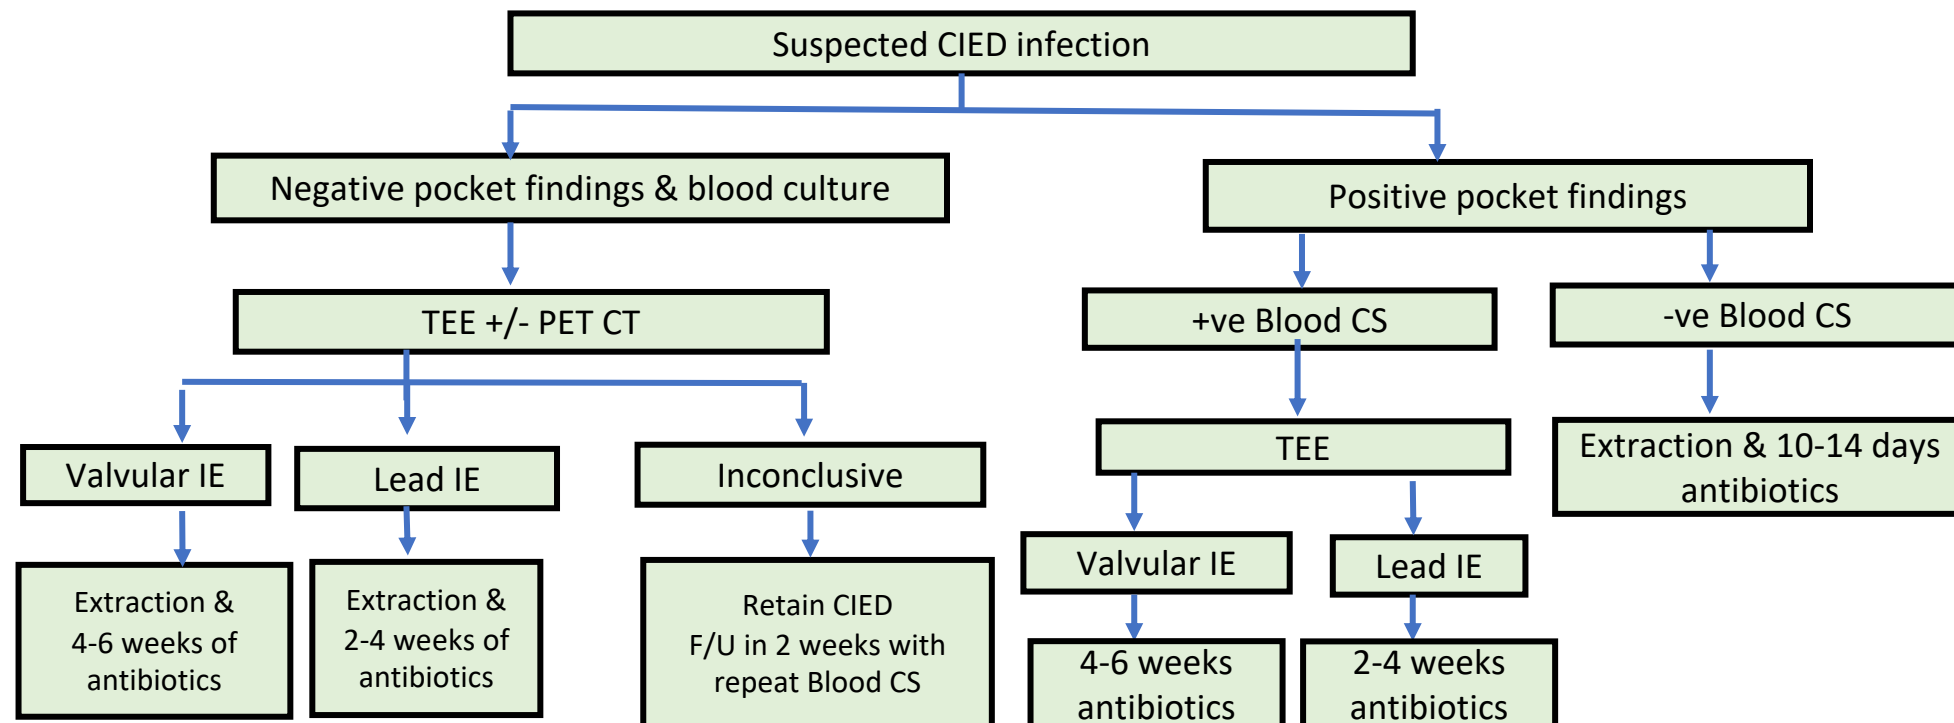 Suspected CIED infection
Negative pocket findings & blood culture
Positive pocket findings
TEE +/- PET CT
+ve Blood CS
-ve Blood CS
Valvular IE
Lead IE
Inconclusive
TEE
Extraction & 10-14 days
antibiotics
Valvular IE
Lead IE
Extraction &
4-6 weeks of
antibiotics
Extraction &
2-4 weeks of
antibiotics
Retain CIED
F/U in 2 weeks with
repeat Blood CS
4-6 weeks
antibiotics
2-4 weeks
antibiotics